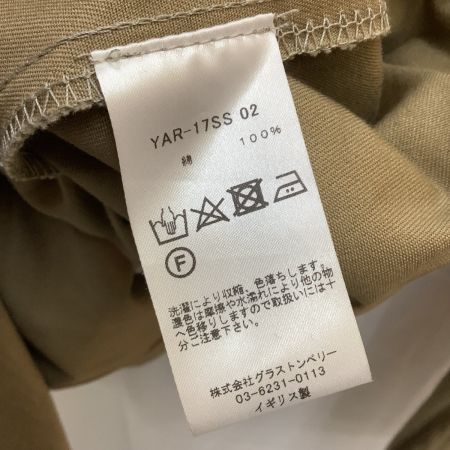 YAR-17SS 02
綿 100%
F
洗濯により収縮、色落ちします。
濃色は摩擦や水濡れにより他の物
へ色移りしますので取扱いには十
分ご注意下さい。
株式会社グラストンベリー
03-6231-0113
イギリス製